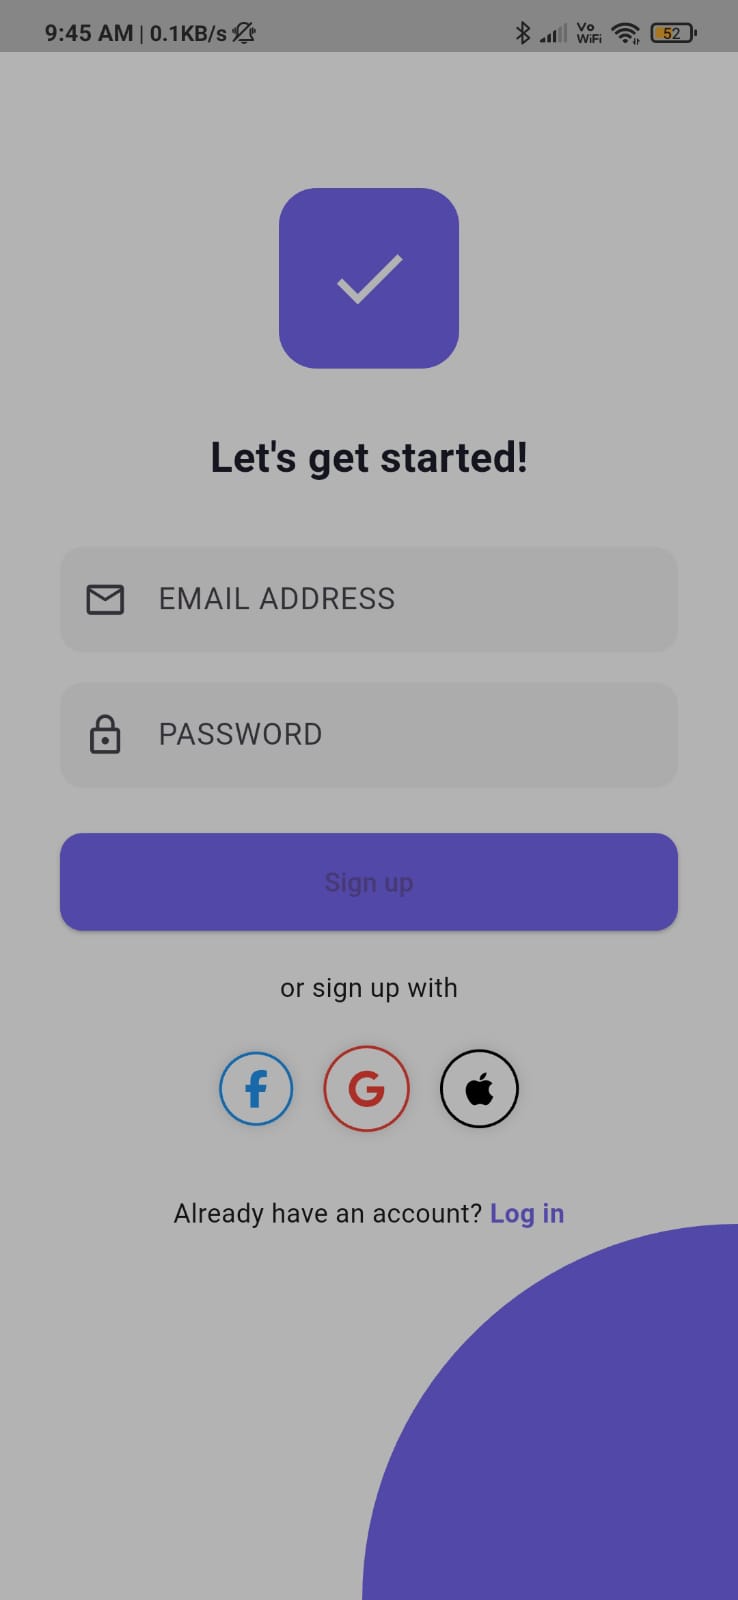 9:45 AM | 0.1KB/s
Vo
WiFi
52
Let's get started!
EMAIL ADDRESS
PASSWORD
Sign up
or sign up with
f G
Already have an account? Log in